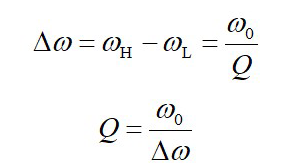 Δω = ω_H − ω_L = ω_0 / Q
Q = ω_0 / Δω